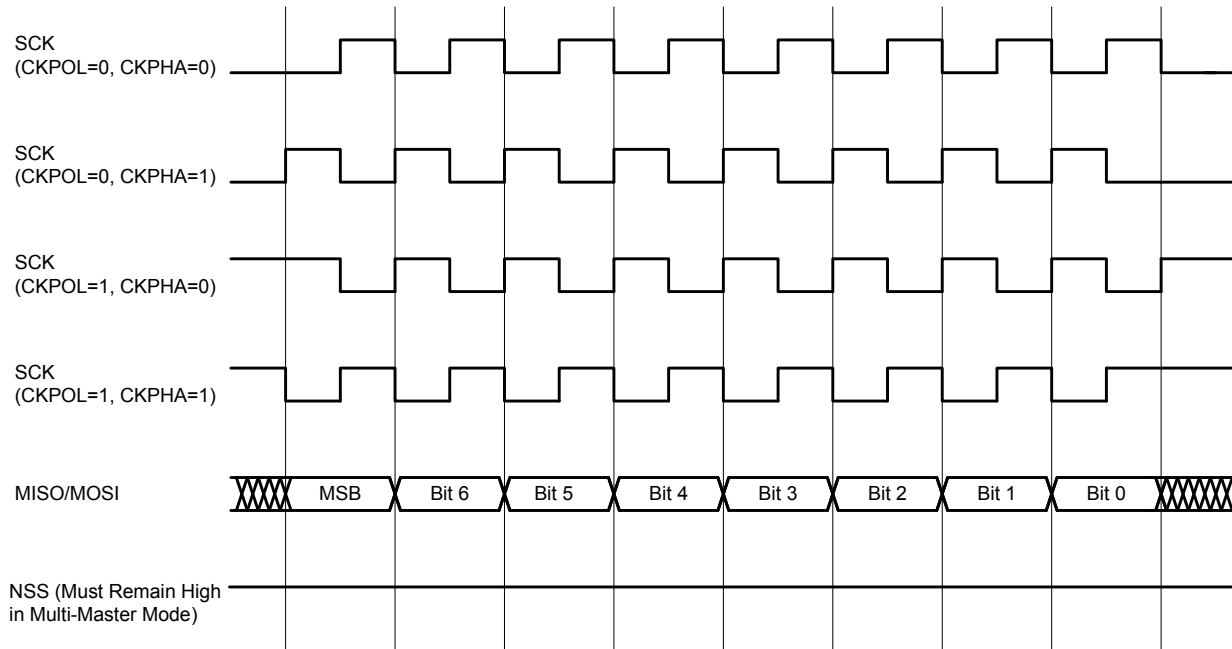 SCK
(CKPOL=0, CKPHA=0)
SCK
(CKPOL=0, CKPHA=1)
SCK
(CKPOL=1, CKPHA=0)
SCK
(CKPOL=1, CKPHA=1)
MISO/MOSI
MSB
Bit 6
Bit 5
Bit 4
Bit 3
Bit 2
Bit 1
Bit 0
NSS (Must Remain High
in Multi-Master Mode)